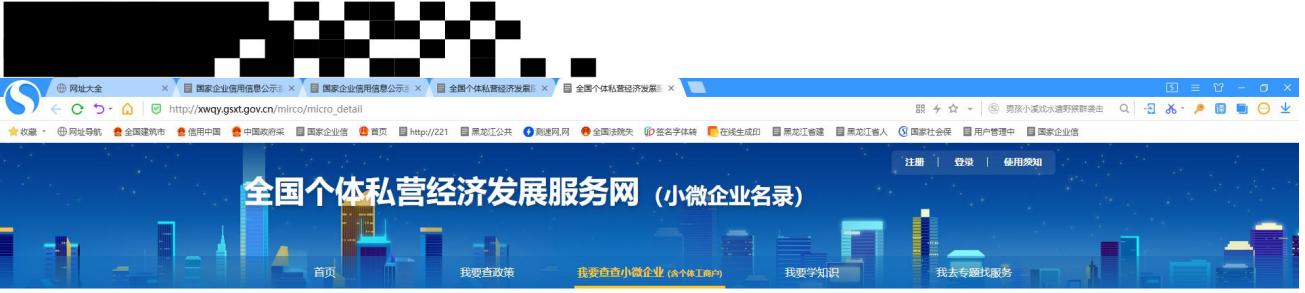 网址大全 国家企业信用信息公示 国家企业信用信息公示 全国个体私营经济发展 全国个体私营经济发展
http://xwqy.gsxt.gov.cn/mirco/micro_detail 男孩小溪戏水遭野猴群袭击
收藏 网址导航 全国建筑市 信用中国 中国政府采 国家企业信 首页 http://221 黑龙江公共 测速网,网 全国法院失 签名字体转 在线生成印 黑龙江省建 黑龙江省人 国家社会保 用户管理中 国家企业信
注册 | 登录 | 使用须知
全国个体私营经济发展服务网 (小微企业名录)
首页 我要查政策 我要查查小微企业 (含个体工商户) 我要学知识 我去专题找服务